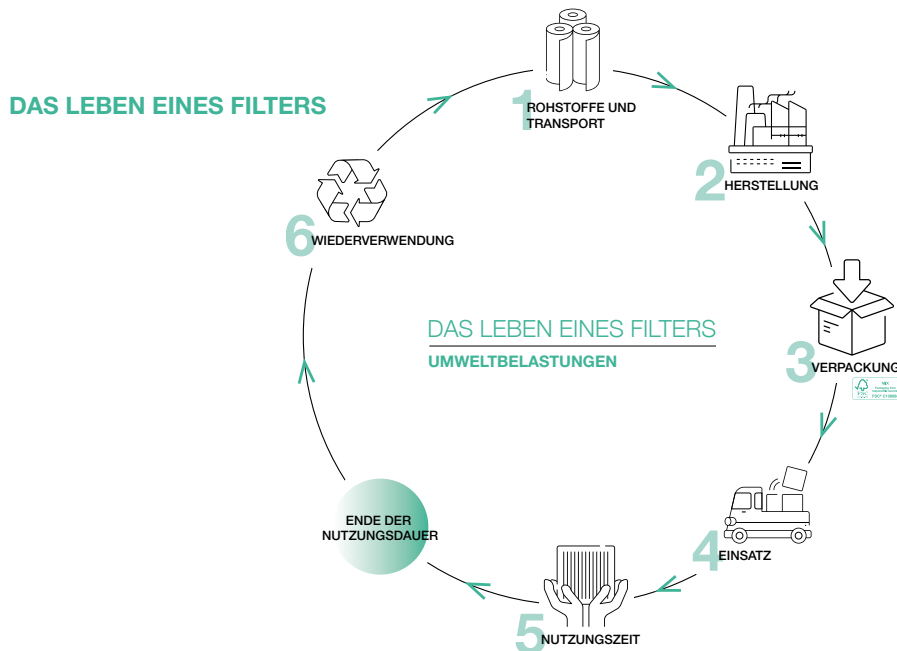 DAS LEBEN EINES FILTERS
1
ROHSTOFFE UND
TRANSPORT
2
HERSTELLUNG
3
VERPACKUNG
MIX
4
EINSATZ
5
NUTZUNGSZEIT
ENDE DER
NUTZUNGSDAUER
6
WIEDERVERWENDUNG
DAS LEBEN EINES FILTERS
UMWELTBELASTUNGEN